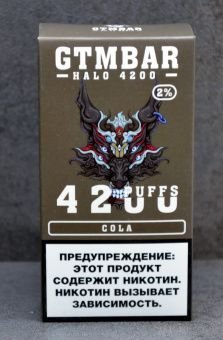 GTMBAR
HALO 4200
2%
4200 PUFFS
COLA
ПРЕДУПРЕЖДЕНИЕ:
ЭТОТ ПРОДУКТ
СОДЕРЖИТ НИКОТИН.
НИКОТИН ВЫЗЫВАЕТ
ЗАВИСИМОСТЬ.